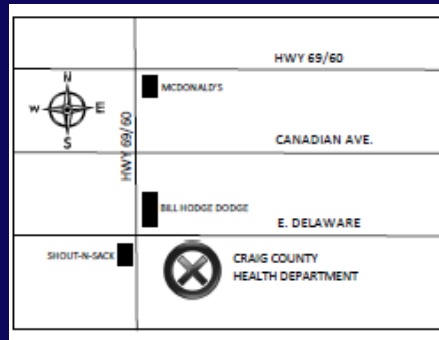 HWY 69/60
N
MCDONALD'S
W E
S
HWY 69/60
CANADIAN AVE.
BILL HODGE DODGE
E. DELAWARE
SHOUT-N-SACK
CRAIG COUNTY
HEALTH DEPARTMENT